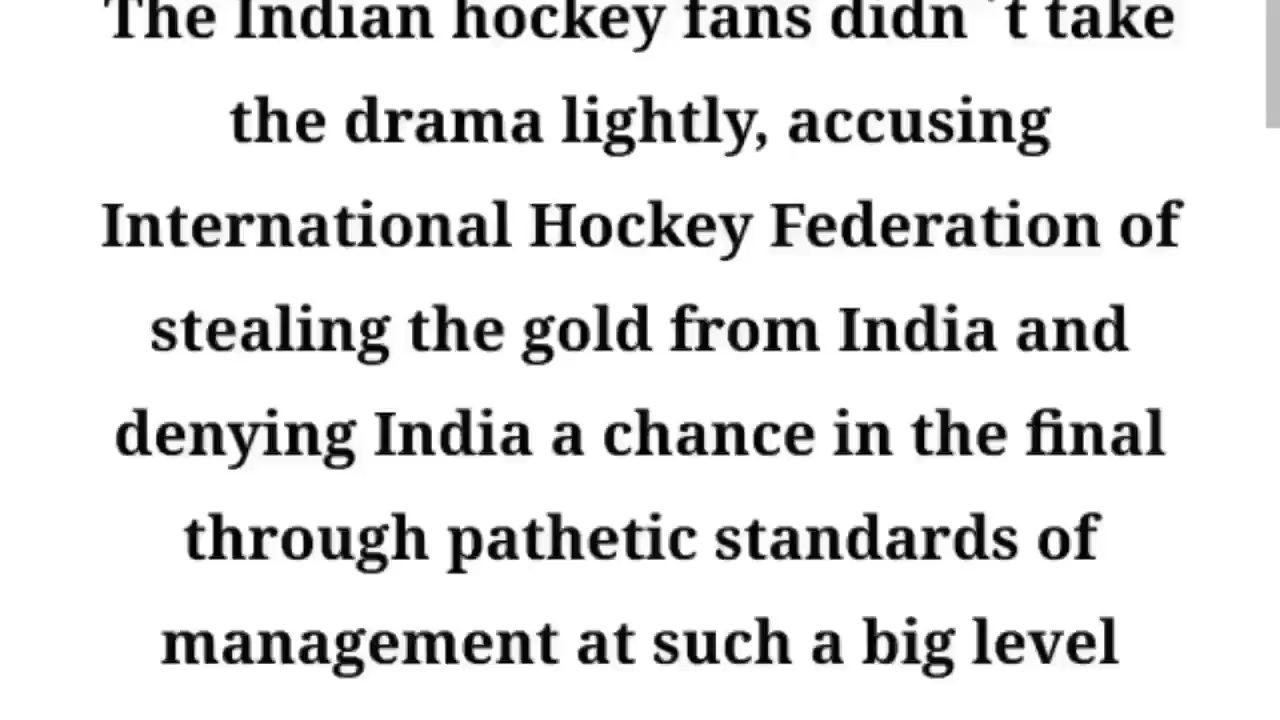 The Indian hockey fans didn `t take
the drama lightly, accusing
International Hockey Federation of
stealing the gold from India and
denying India a chance in the final
through pathetic standards of
management at such a big level